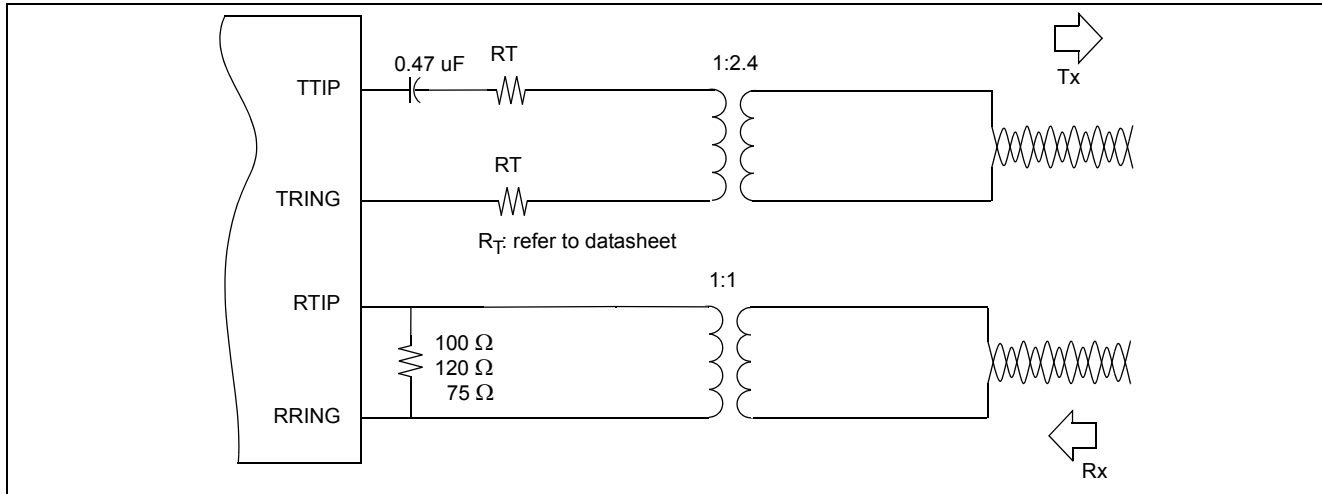 0.47 uF
RT
1:2.4
Tx
TTIP
RT
TRING
RT: refer to datasheet
1:1
RTIP
100 Ω
120 Ω
75 Ω
RRING
Rx